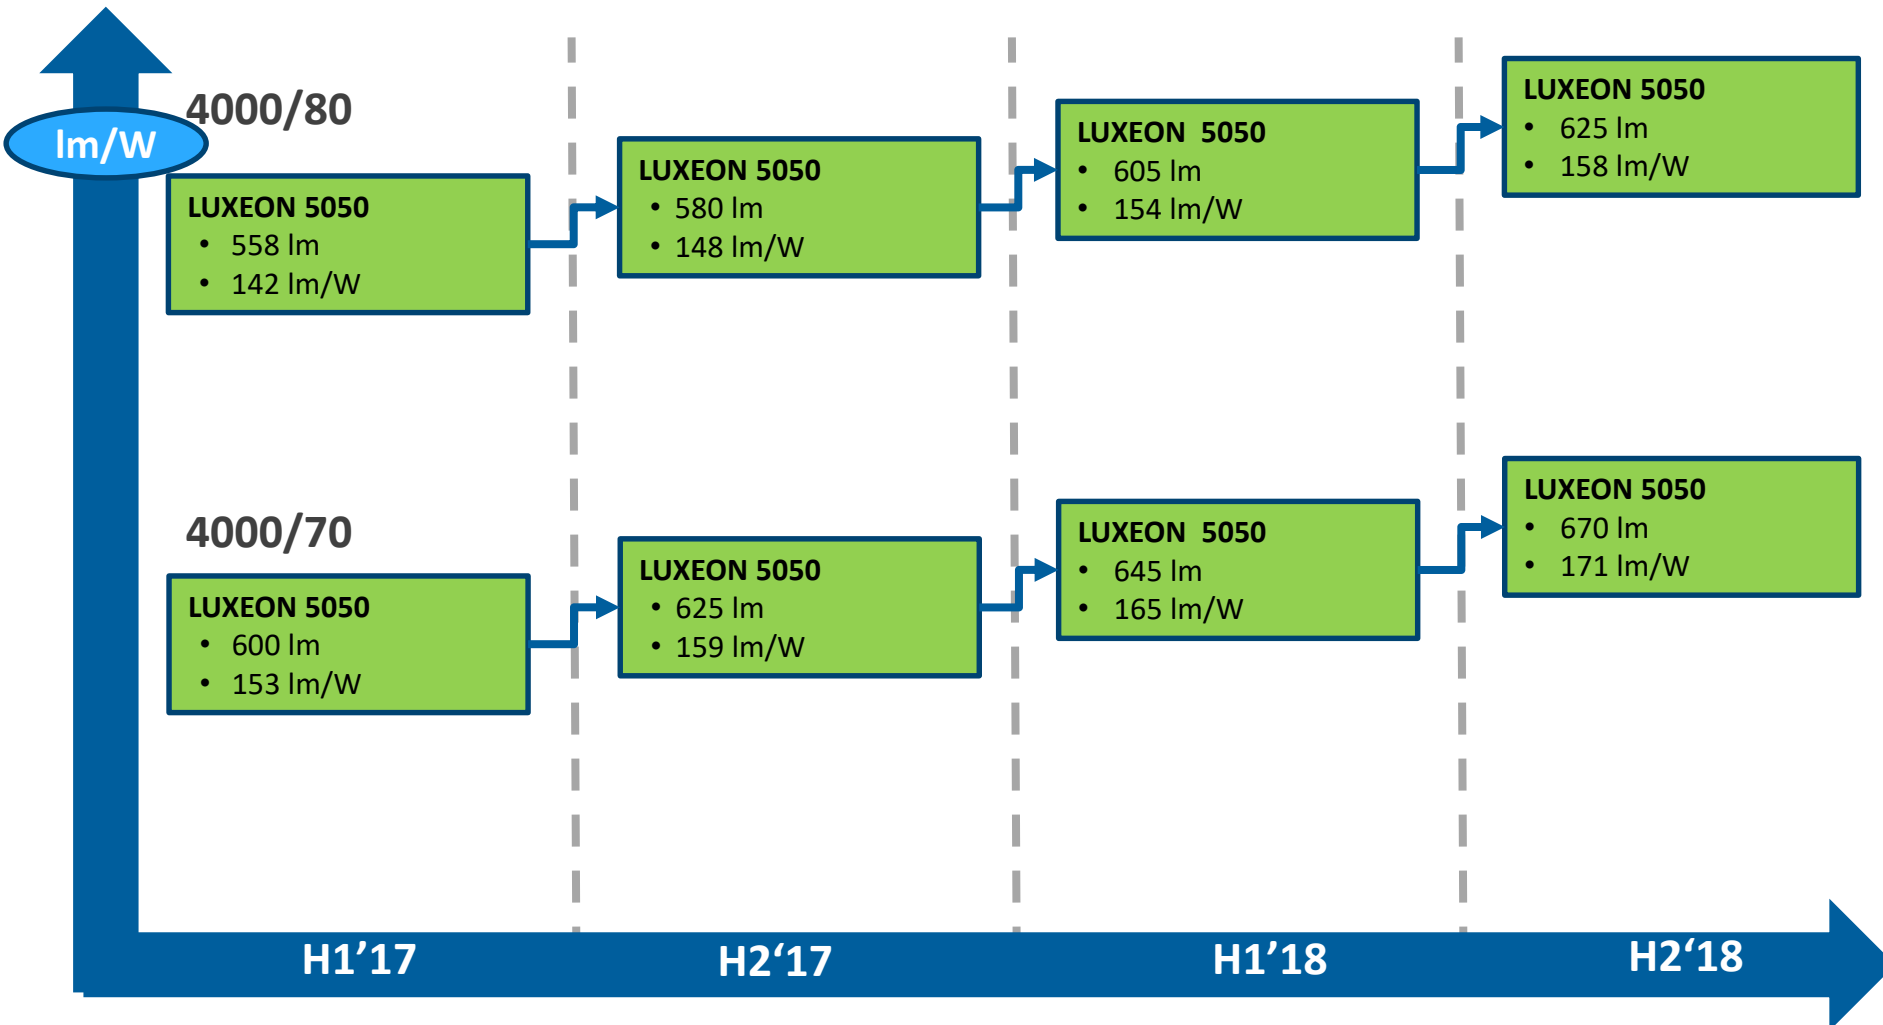 lm/W
4000/80
LUXEON 5050
• 558 lm
• 142 lm/W
LUXEON 5050
• 580 lm
• 148 lm/W
LUXEON 5050
• 605 lm
• 154 lm/W
LUXEON 5050
• 625 lm
• 158 lm/W
4000/70
LUXEON 5050
• 600 lm
• 153 lm/W
LUXEON 5050
• 625 lm
• 159 lm/W
LUXEON 5050
• 645 lm
• 165 lm/W
LUXEON 5050
• 670 lm
• 171 lm/W
H1’17
H2‘17
H1’18
H2‘18